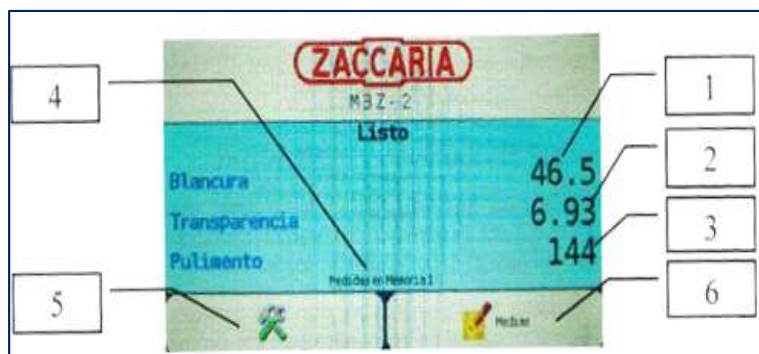 ZACCARIA
MBZ-2
Listo
Blancura 46.5
Transparencia 6.93
Pulimento 144
Medidas en Memoria 1
Medidas
1
2
3
4
5
6